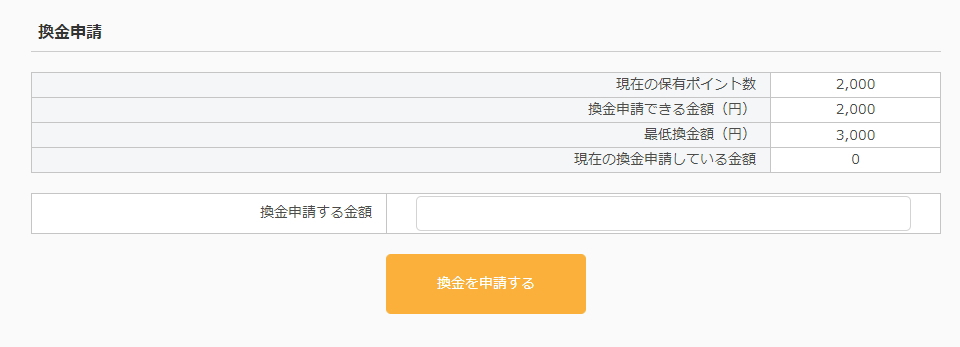 換金申請
現在の保有ポイント数 2,000
換金申請できる金額（円） 2,000
最低換金額（円） 3,000
現在の換金申請している金額 0
換金申請する金額
換金を申請する